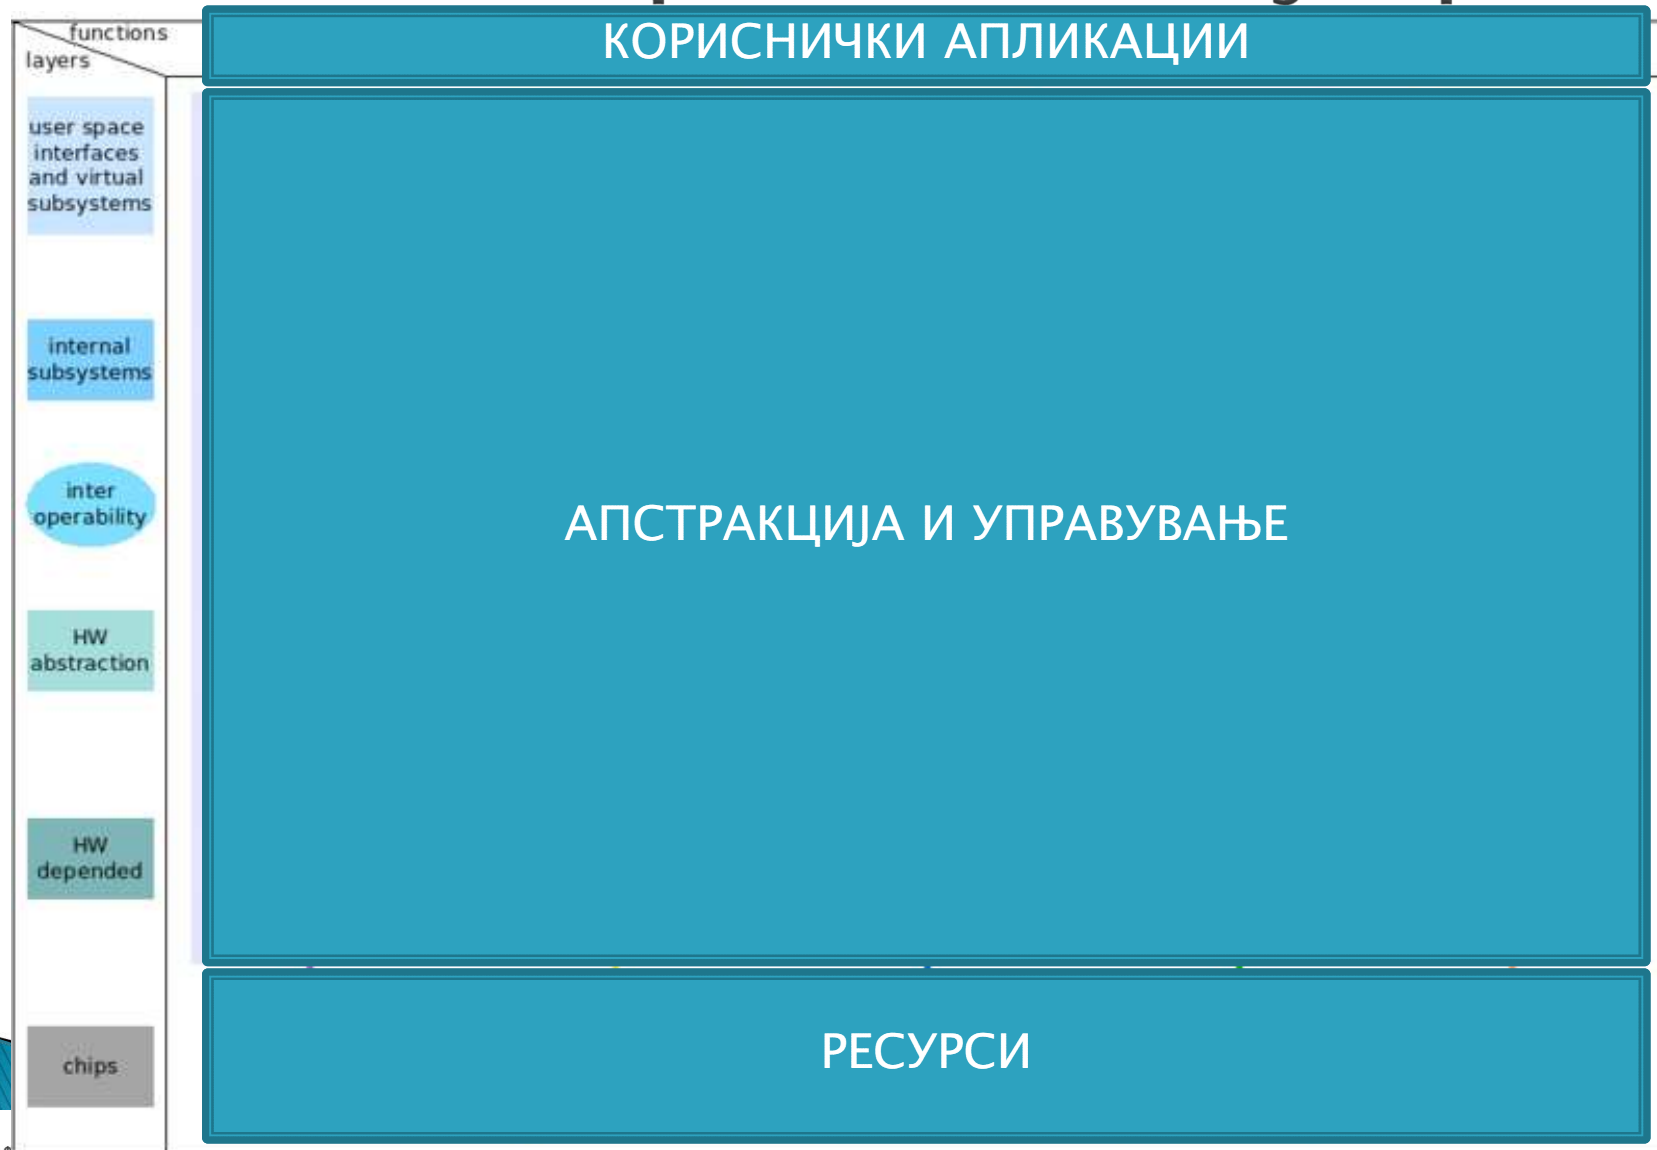 functions
layers
КОРИСНИЧКИ АПЛИКАЦИИ
user space
interfaces
and virtual
subsystems
internal
subsystems
inter
operability
АПСТРАКЦИЈА И УПРАВУВАЊЕ
HW
abstraction
HW
depended
chips
РЕСУРСИ